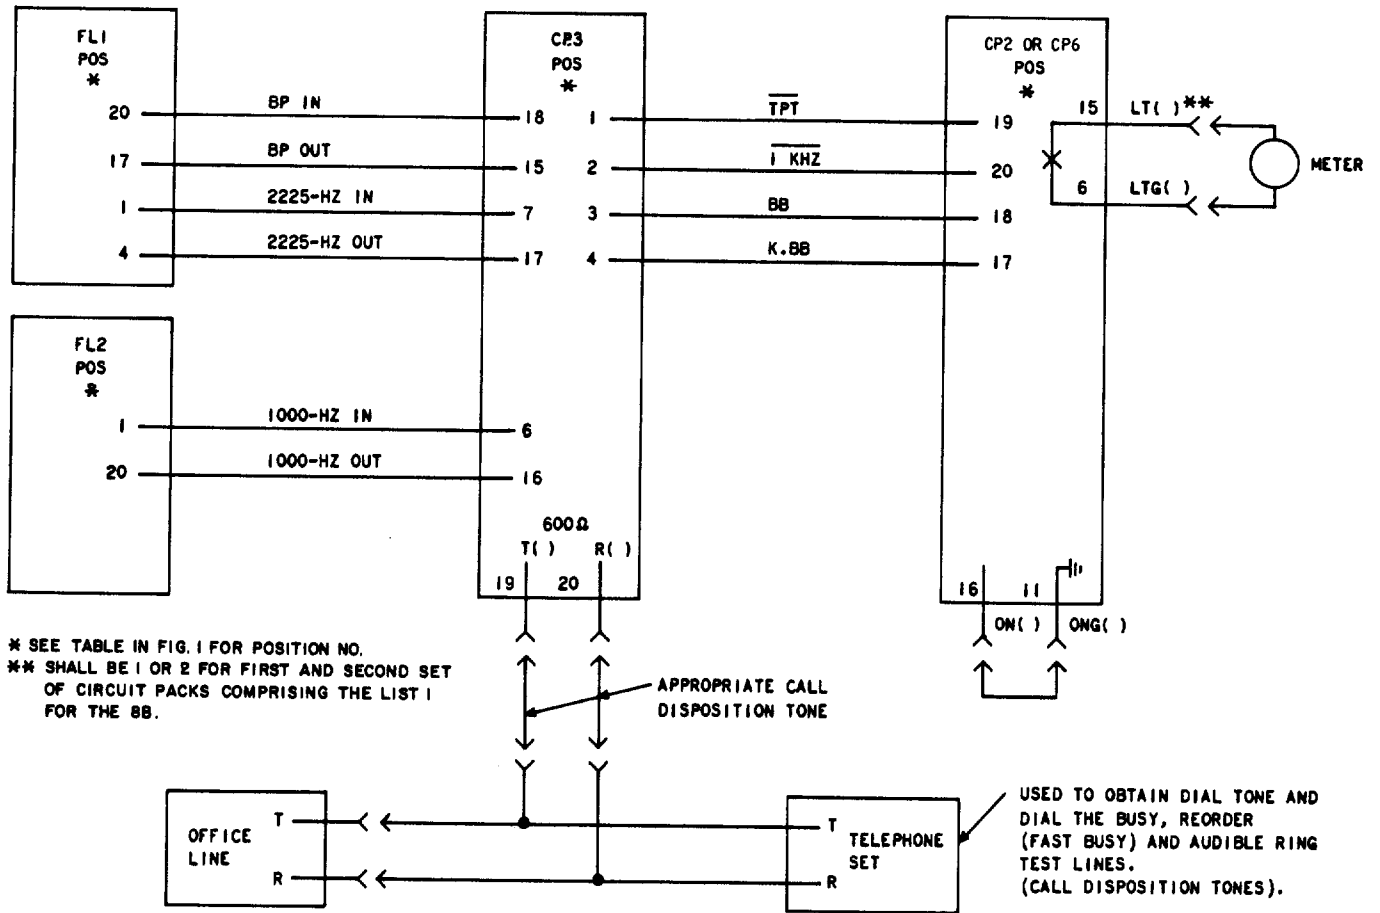 FL1
POS
*
20
17
1
4
BP IN
BP OUT
2225-HZ IN
2225-HZ OUT
CP3
POS
*
18
15
7
17
1
2
3
4
TPT
1 KHZ
BB
K.BB
CP2 OR CP6
POS
*
19
20
18
17
15
6
LT( )**
LTG( )
METER
FL2
POS
*
1
20
1000-HZ IN
1000-HZ OUT
6
16
600Ω
T( ) R( )
19 20
16 11
ON( ) ONG( )
* SEE TABLE IN FIG. 1 FOR POSITION NO.
** SHALL BE 1 OR 2 FOR FIRST AND SECOND SET
OF CIRCUIT PACKS COMPRISING THE LIST 1
FOR THE BB.
APPROPRIATE CALL
DISPOSITION TONE
OFFICE
LINE
T
R
T
R
TELEPHONE
SET
USED TO OBTAIN DIAL TONE AND
DIAL THE BUSY, REORDER
(FAST BUSY) AND AUDIBLE RING
TEST LINES.
(CALL DISPOSITION TONES).